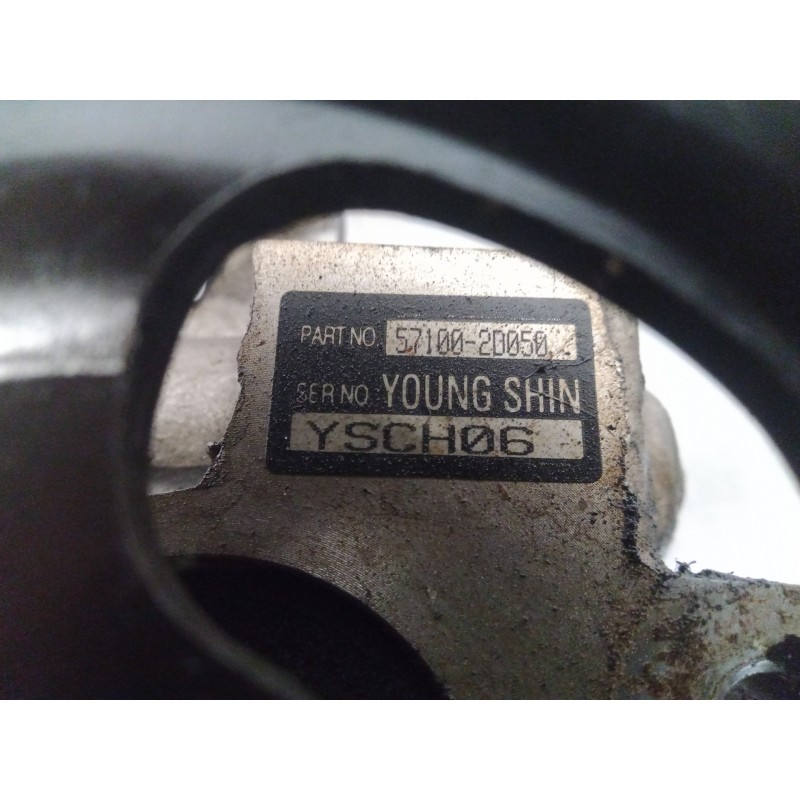 PART NO. 57100-2D050
SER NO. YOUNG SHIN
YSCH06